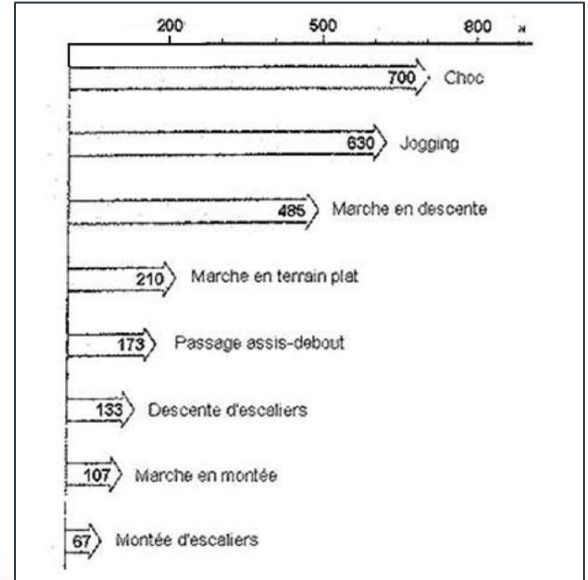 200 500 800 N
700 Choc
630 Jogging
485 Marche en descente
210 Marche en terrain plat
173 Passage assis-debout
133 Descente d'escaliers
107 Marche en montée
67 Montée d'escaliers